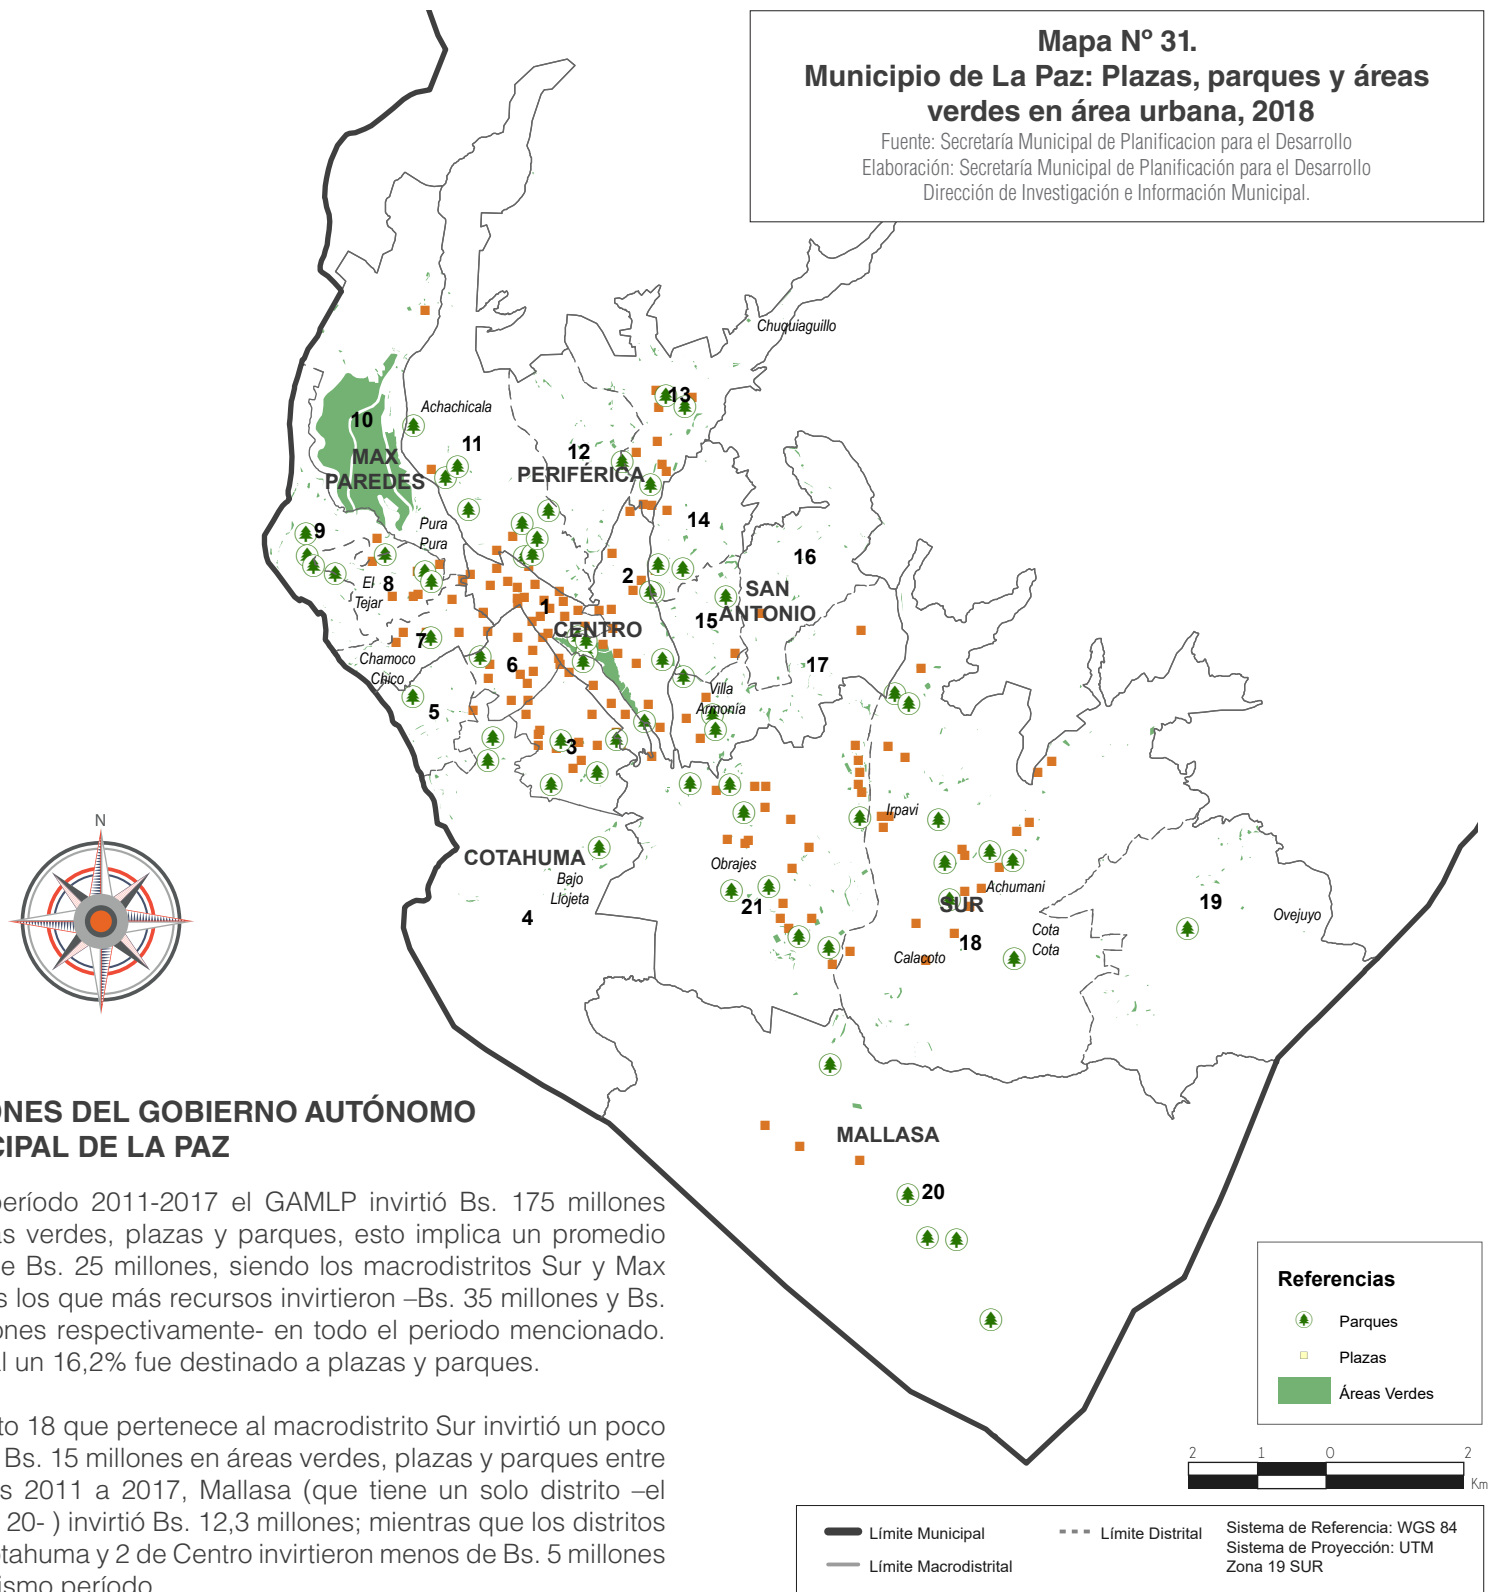 Mapa Nº 31.
Municipio de La Paz: Plazas, parques y áreas
verdes en área urbana, 2018
Fuente: Secretaría Municipal de Planificacion para el Desarrollo
Elaboración: Secretaría Municipal de Planificación para el Desarrollo
Dirección de Investigación e Información Municipal.
Chuquiaguillo
13
Achachicala
10
11
12
MAX
PAREDES
PERIFÉRICA
14
Pura
Pura
9
16
El
Tejar
8
2
SAN
ANTONIO
1
15
CENTRO
7
6
17
Chamoco
Chico
Villa
Armonía
5
3
Irpavi
N
COTAHUMA
Bajo
Llojeta
Obrajes
Achumani
4
21
SUR
19
Ovejuyo
Cota
Cota
18
Calacoto
MALLASA
20
ONES DEL GOBIERNO AUTÓNOMO
CIPAL DE LA PAZ
período 2011-2017 el GAMLP invirtió Bs. 175 millones
as verdes, plazas y parques, esto implica un promedio
e Bs. 25 millones, siendo los macrodistritos Sur y Max
s los que más recursos invirtieron –Bs. 35 millones y Bs.
ones respectivamente- en todo el periodo mencionado.
al un 16,2% fue destinado a plazas y parques.
to 18 que pertenece al macrodistrito Sur invirtió un poco
Bs. 15 millones en áreas verdes, plazas y parques entre
s 2011 a 2017, Mallasa (que tiene un solo distrito –el
20- ) invirtió Bs. 12,3 millones; mientras que los distritos
otahuma y 2 de Centro invirtieron menos de Bs. 5 millones
ismo período.
Referencias
Parques
Plazas
Áreas Verdes
2 1 0 2
Km
Límite Municipal
Límite Distrital
Límite Macrodistrital
Sistema de Referencia: WGS 84
Sistema de Proyección: UTM
Zona 19 SUR